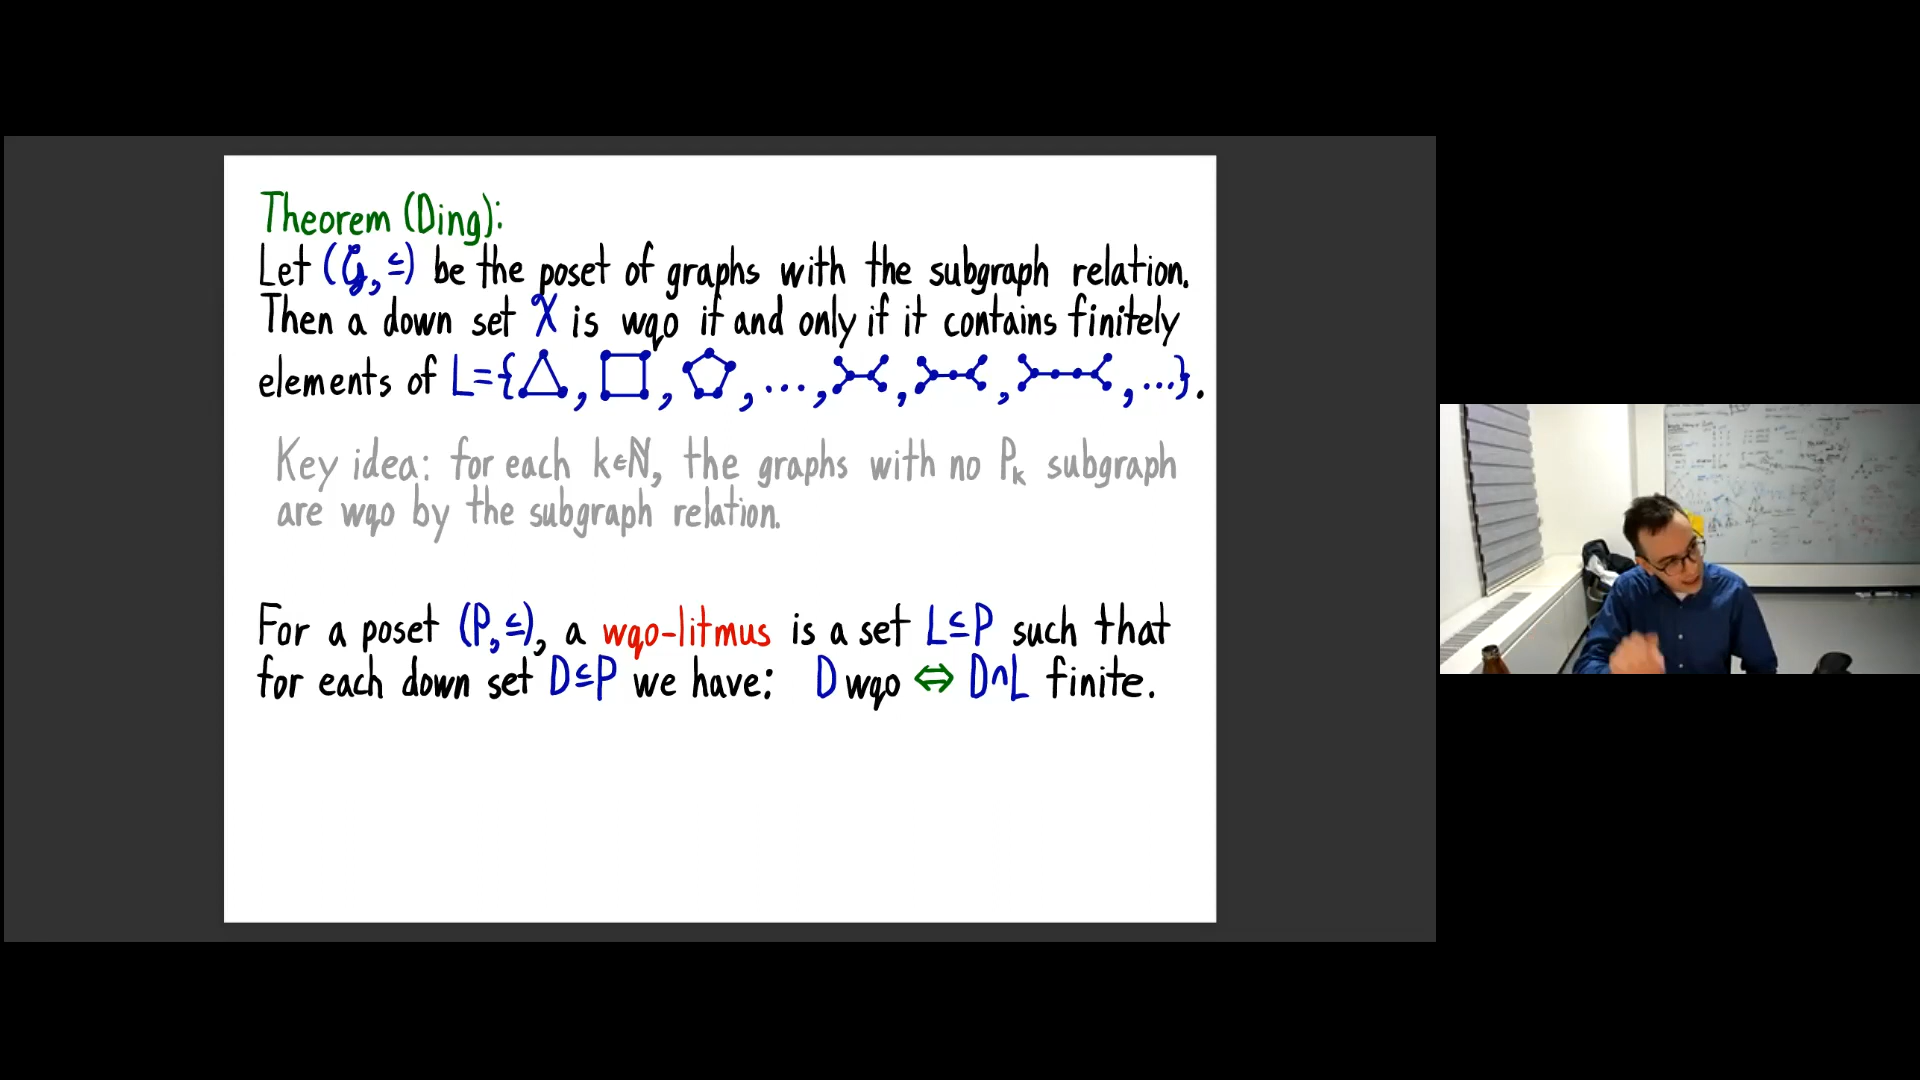 Theorem (Ding):
Let (𝒢, ≤) be the poset of graphs with the subgraph relation.
Then a down set 𝒳 is wqo if and only if it contains finitely
elements of L={ , , , ..., , , , ...}.
Key idea: for each k∈ℕ, the graphs with no Pₖ subgraph
are wqo by the subgraph relation.
For a poset (P, ≤), a wqo-litmus is a set L⊆P such that
for each down set D⊆P we have: D wqo ⇔ D∩L finite.